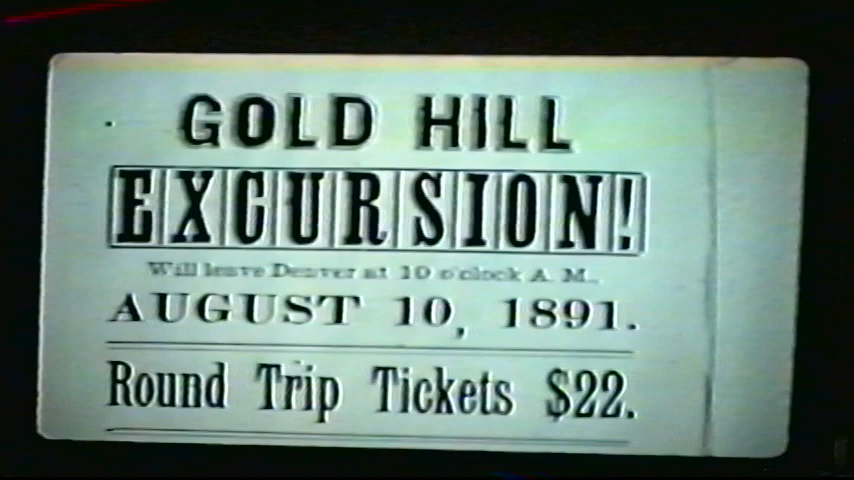 GOLD HILL
EXCURSION!
Will leave Denver at 10 o'clock A. M.,
AUGUST 10, 1891.
Round Trip Tickets $22.